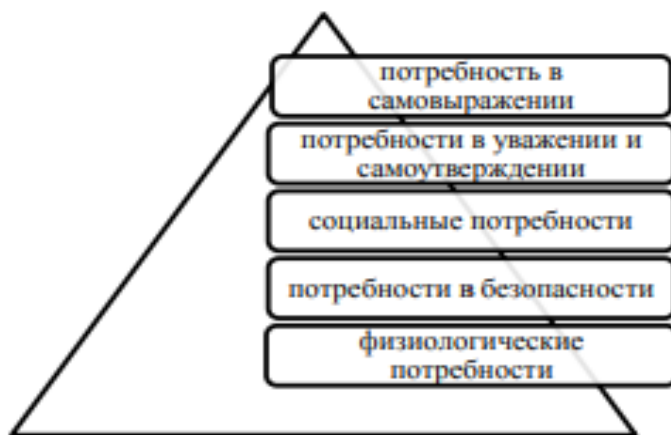 потребность в
самовыражении
потребности в уважении и
самоутверждении
социальные потребности
потребности в безопасности
физиологические
потребности